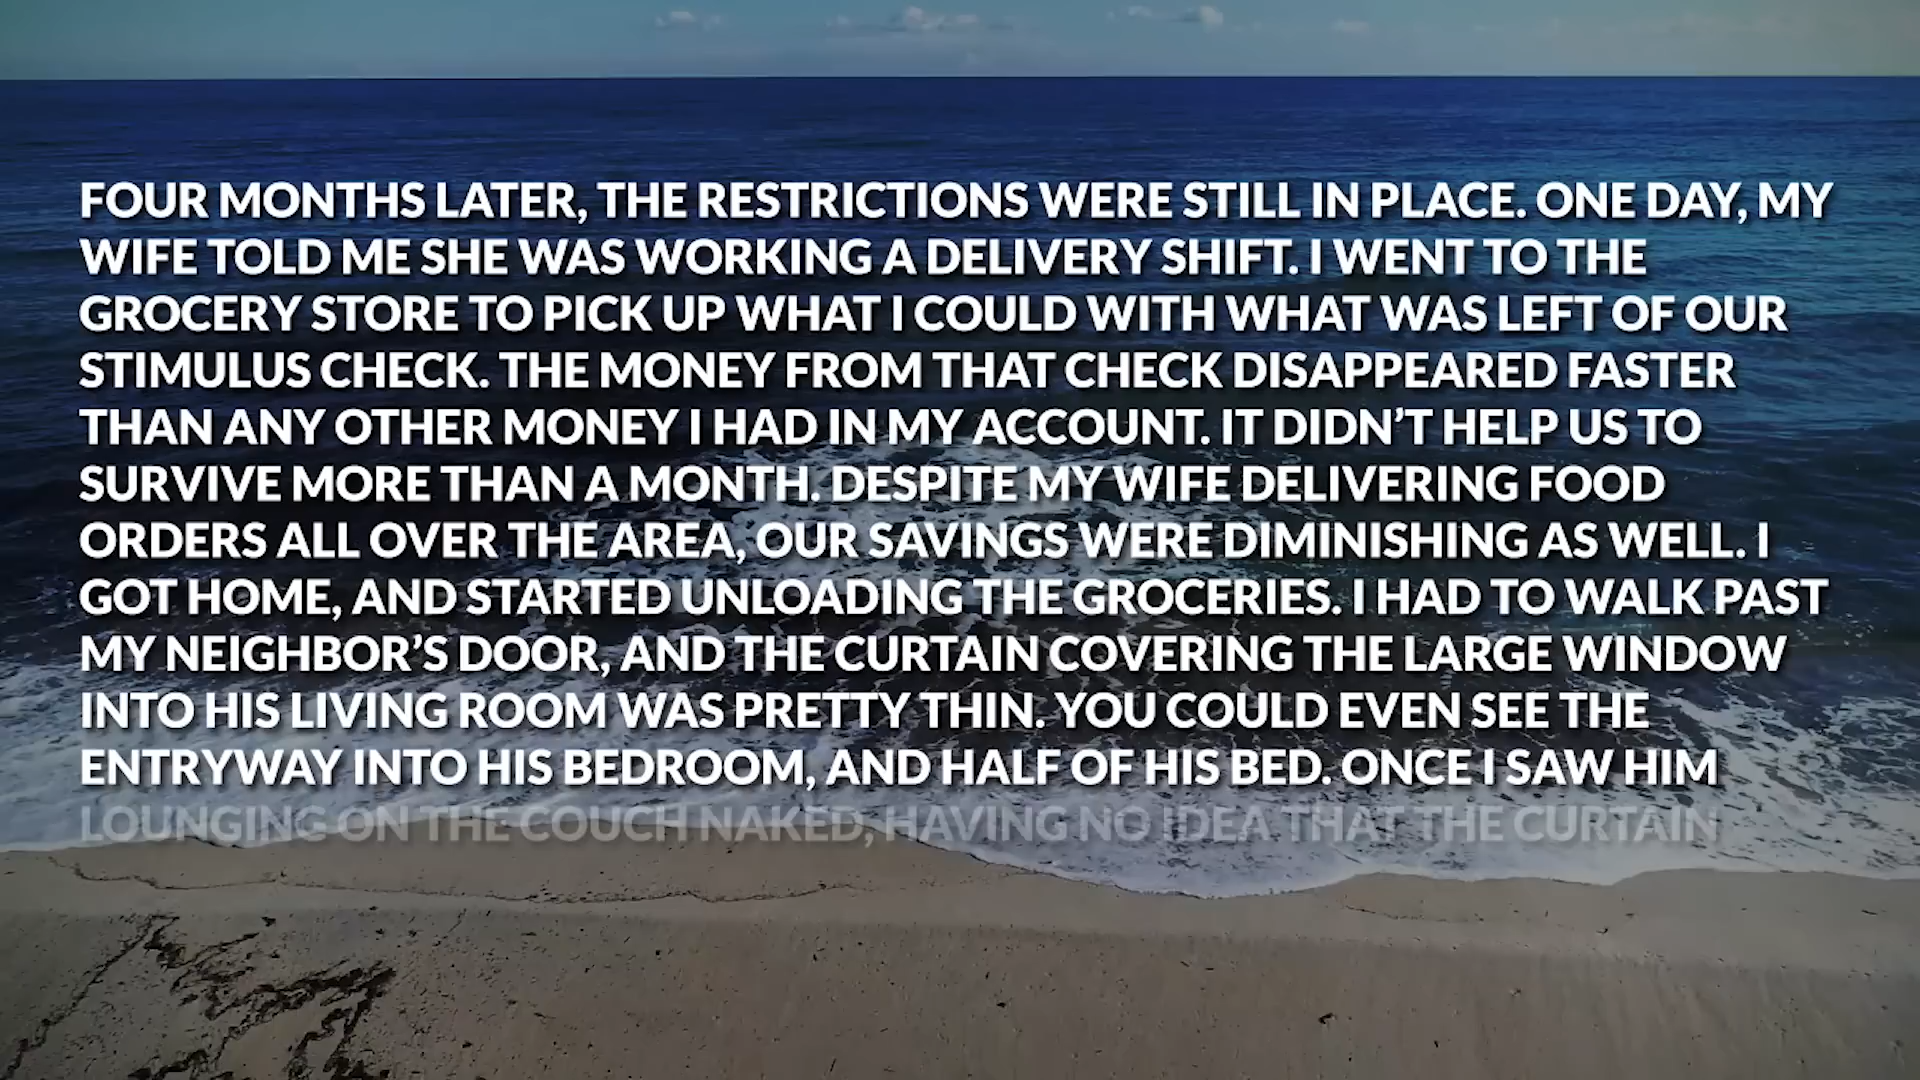 FOUR MONTHS LATER, THE RESTRICTIONS WERE STILL IN PLACE. ONE DAY, MY
WIFE TOLD ME SHE WAS WORKING A DELIVERY SHIFT. I WENT TO THE
GROCERY STORE TO PICK UP WHAT I COULD WITH WHAT WAS LEFT OF OUR
STIMULUS CHECK. THE MONEY FROM THAT CHECK DISAPPEARED FASTER
THAN ANY OTHER MONEY I HAD IN MY ACCOUNT. IT DIDN’T HELP US TO
SURVIVE MORE THAN A MONTH. DESPITE MY WIFE DELIVERING FOOD
ORDERS ALL OVER THE AREA, OUR SAVINGS WERE DIMINISHING AS WELL. I
GOT HOME, AND STARTED UNLOADING THE GROCERIES. I HAD TO WALK PAST
MY NEIGHBOR’S DOOR, AND THE CURTAIN COVERING THE LARGE WINDOW
INTO HIS LIVING ROOM WAS PRETTY THIN. YOU COULD EVEN SEE THE
ENTRYWAY INTO HIS BEDROOM, AND HALF OF HIS BED. ONCE I SAW HIM
LOUNGING ON THE COUCH NAKED, HAVING NO IDEA THAT THE CURTAIN